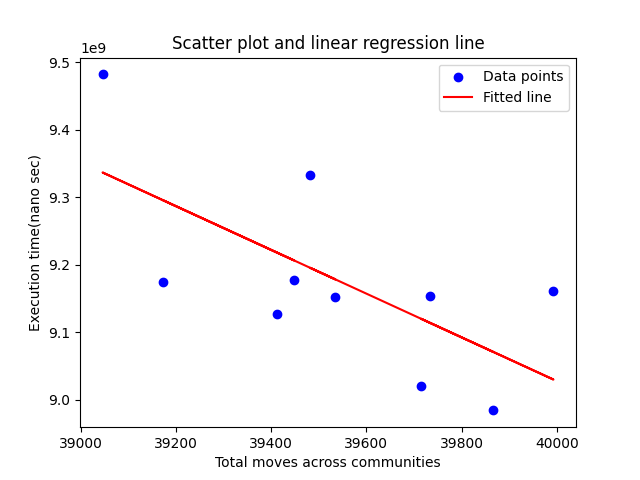 Scatter plot and linear regression line
1e9
9.5
9.4
9.3
9.2
9.1
9.0
Execution time(nano sec)
Data points
Fitted line
39000 39200 39400 39600 39800 40000
Total moves across communities